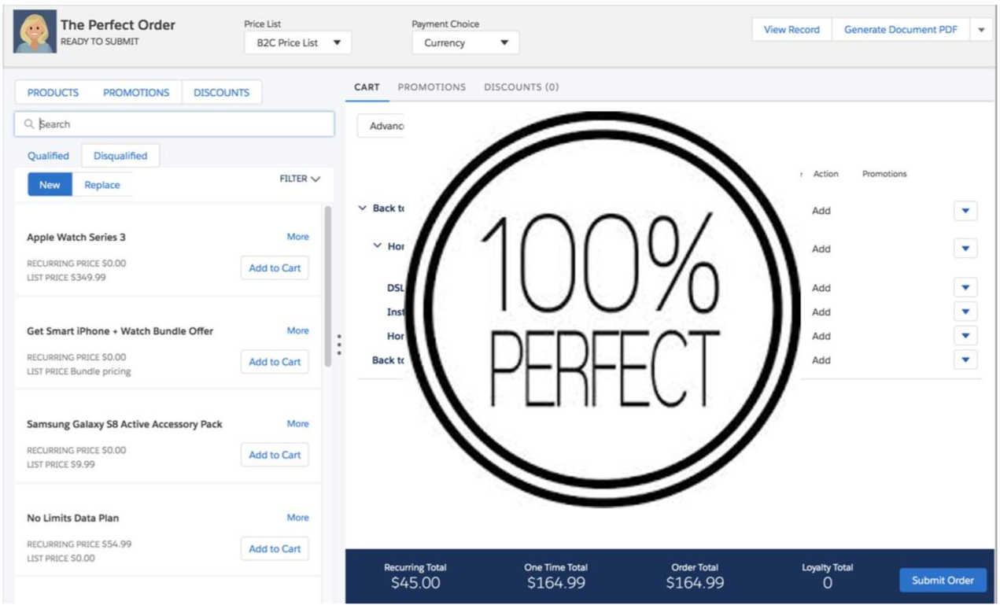 The Perfect Order
READY TO SUBMIT
Price List
B2C Price List
Payment Choice
Currency
View Record
Generate Document PDF
PRODUCTS PROMOTIONS DISCOUNTS
Search
Qualified Disqualified
New Replace FILTER
Apple Watch Series 3 More
RECURRING PRICE $0.00
LIST PRICE $349.99
Add to Cart
Get Smart iPhone + Watch Bundle Offer More
RECURRING PRICE $0.00
LIST PRICE Bundle pricing
Add to Cart
Samsung Galaxy S8 Active Accessory Pack More
RECURRING PRICE $0.00
LIST PRICE $9.99
Add to Cart
No Limits Data Plan More
RECURRING PRICE $54.99
LIST PRICE $0.00
Add to Cart
CART PROMOTIONS DISCOUNTS (0)
Action Promotions
Back Add
Add
DSL Add
Add
Add
Back Add
100%
PERFECT
Recurring Total
$45.00
One Time Total
$164.99
Order Total
$164.99
Loyalty Total
0
Submit Order